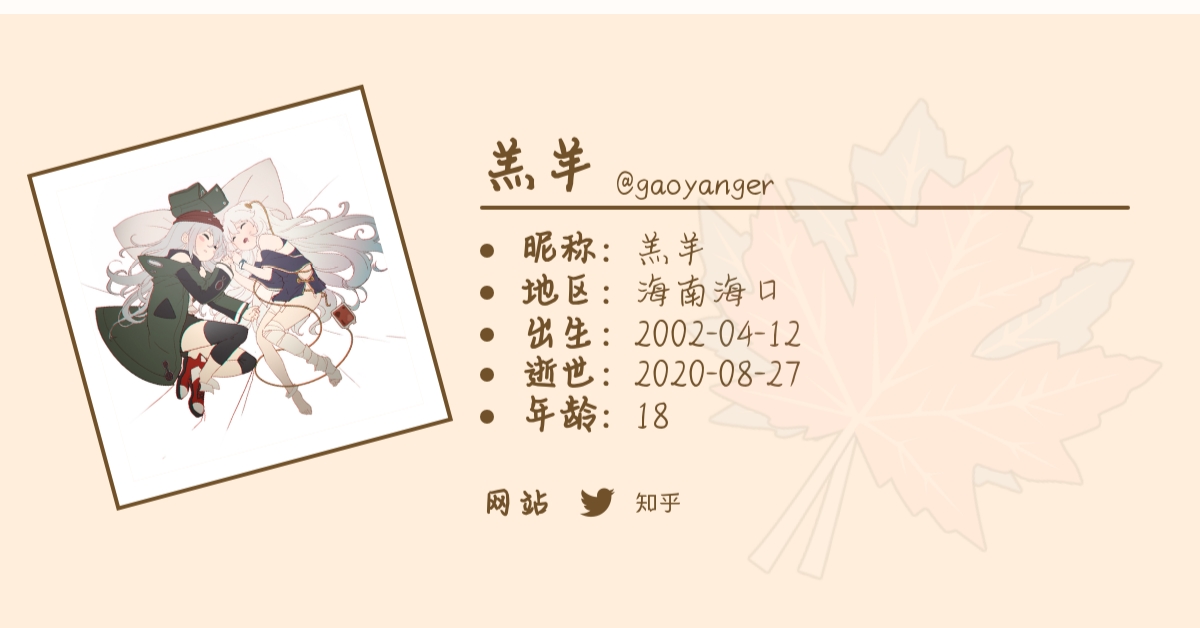 羔羊 @gaoyanger
昵称：羔羊
地区：海南海口
出生：2002-04-12
逝世：2020-08-27
年龄：18
网站 知乎